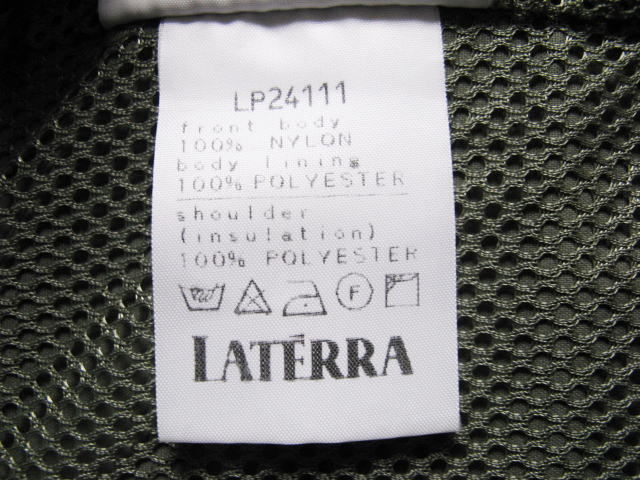 LP24111
front body
100% NYLON
body lining
100% POLYESTER
shoulder
(insulation)
100% POLYESTER
F
LATERRA